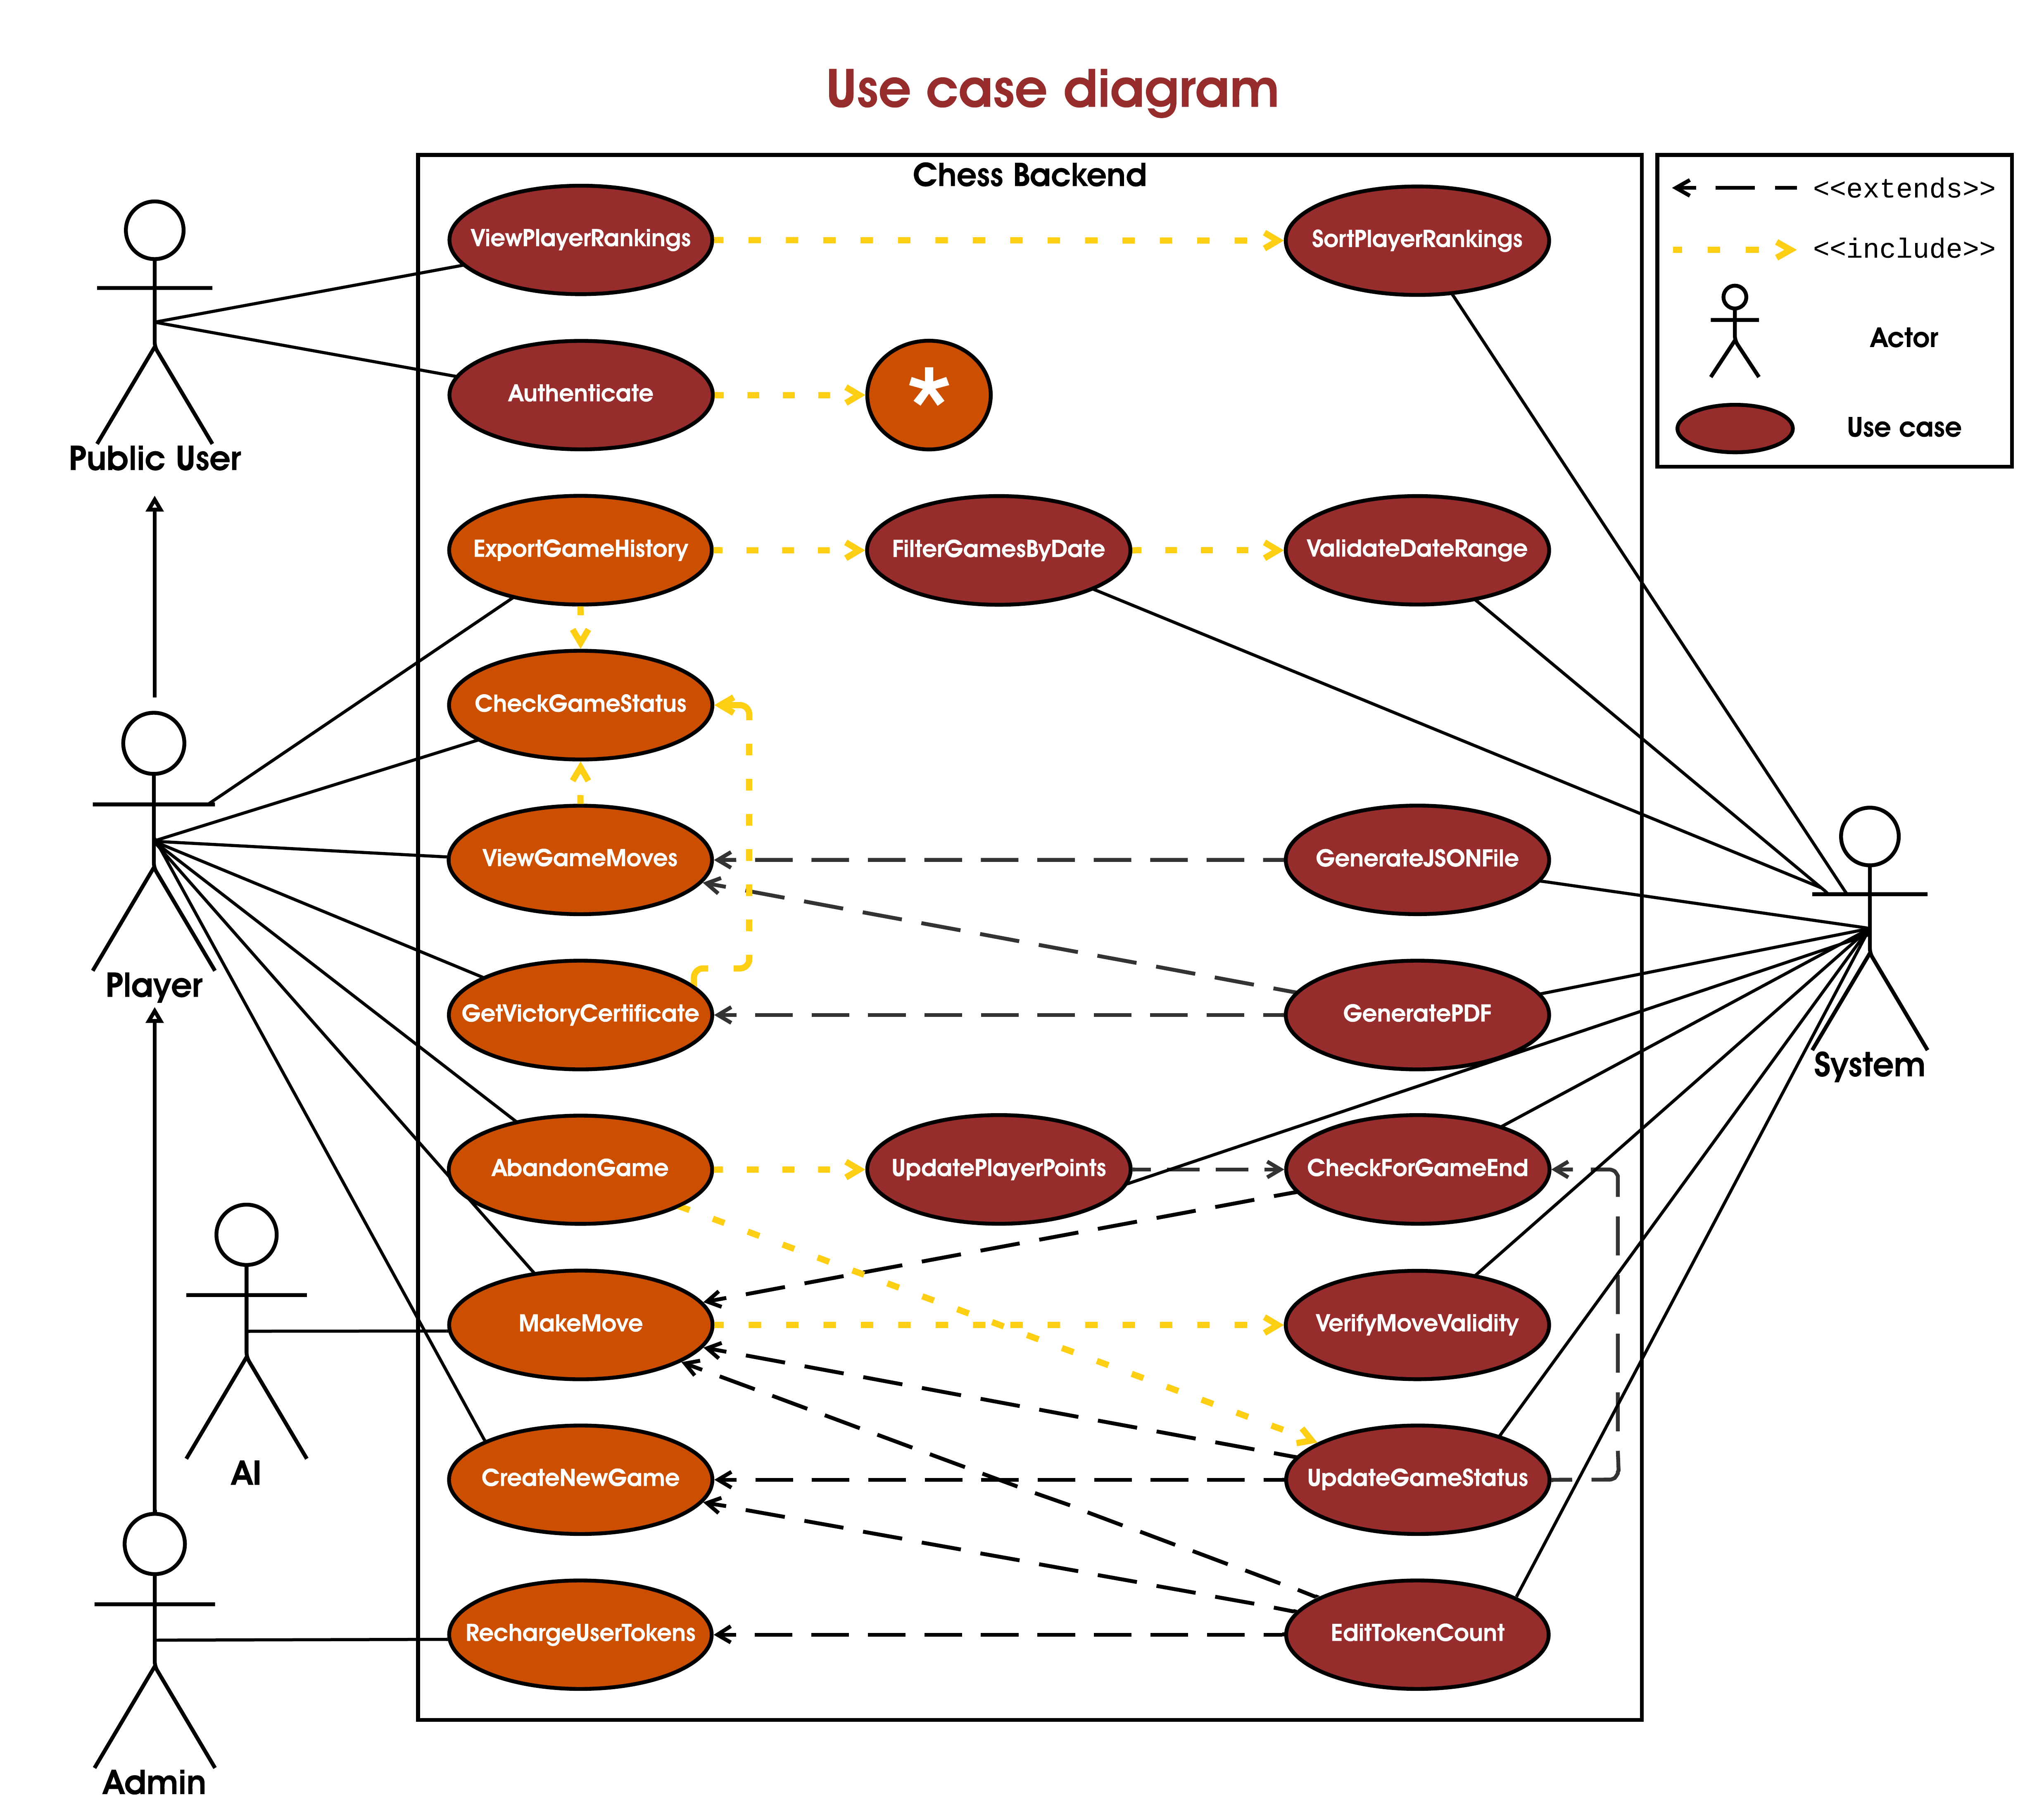 Use case diagram
Chess Backend
<<extends>>
<<include>>
Actor
Use case
ViewPlayerRankings
SortPlayerRankings
Authenticate
*
Public User
ExportGameHistory
FilterGamesByDate
ValidateDateRange
CheckGameStatus
ViewGameMoves
GenerateJSONFile
Player
GetVictoryCertificate
GeneratePDF
System
AbandonGame
UpdatePlayerPoints
CheckForGameEnd
MakeMove
VerifyMoveValidity
AI
CreateNewGame
UpdateGameStatus
RechargeUserTokens
EditTokenCount
Admin